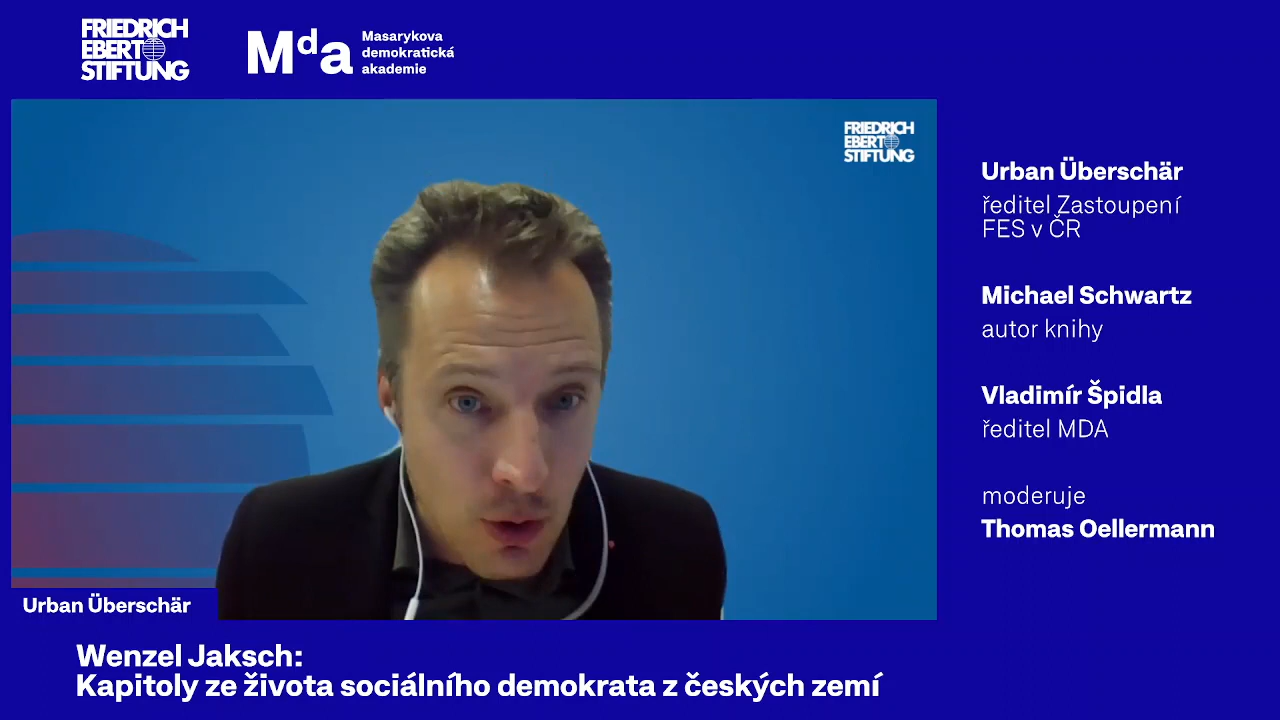 FRIEDRICH
EBERT
STIFTUNG
Mda
Masarykova
demokratická
akademie
FRIEDRICH
EBERT
STIFTUNG
Urban Überschär
ředitel Zastoupení
FES v ČR
Michael Schwartz
autor knihy
Vladimír Špidla
ředitel MDA
moderuje
Thomas Oellermann
Urban Überschär
Wenzel Jaksch:
Kapitoly ze života sociálního demokrata z českých zemí